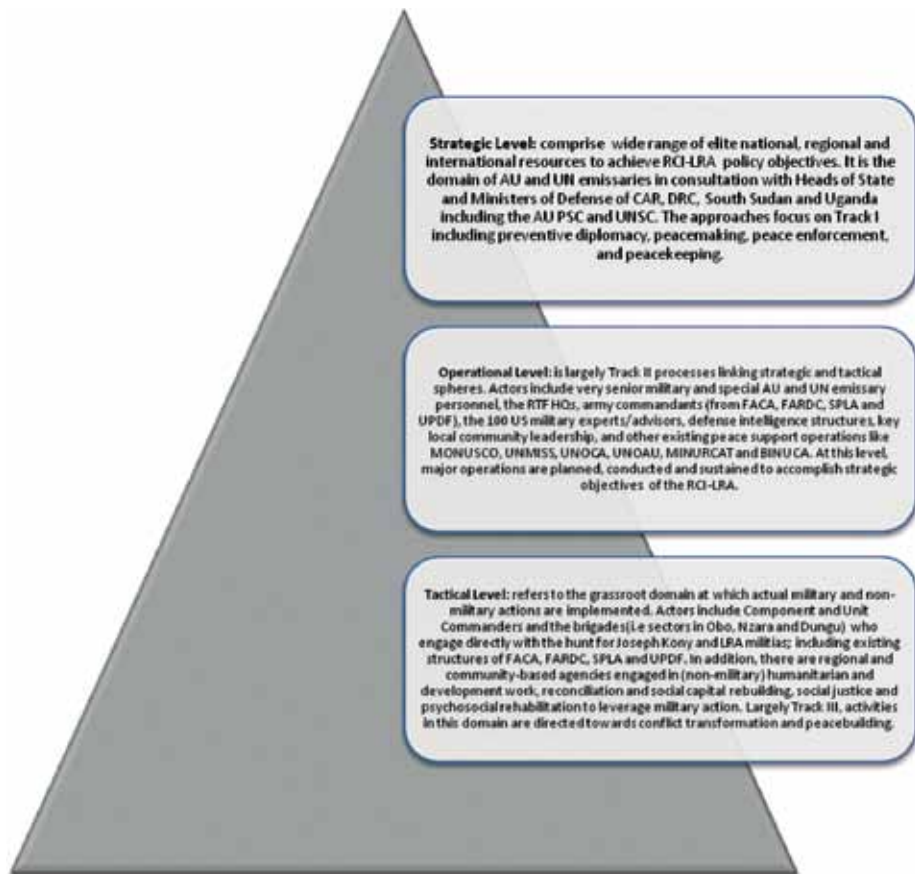 Strategic Level: comprise wide range of elite national, regional and
international resources to achieve RCI-LRA policy objectives. It is the
domain of AU and UN emissaries in consultation with Heads of State
and Ministers of Defense of CAR, DRC, South Sudan and Uganda
including the AU PSC and UNSC. The approaches focus on Track I
including preventive diplomacy, peacemaking, peace enforcement,
and peacekeeping.
Operational Level: is largely Track II processes linking strategic and tactical
spheres. Actors include very senior military and special AU and UN emissary
personnel, the RTF HQs, army commandants (from FACA, FARDC, SPLA and
UPDF), the 100 US military experts/advisors, defense intelligence structures, key
local community leadership, and other existing peace support operations like
MONUSCO, UNMISS, UNOCA, UNOAU, MINURCAT and BINUCA. At this level,
major operations are planned, conducted and sustained to accomplish strategic
objectives of the RCI-LRA.
Tactical Level: refers to the grassroot domain at which actual military and non-
military actions are implemented. Actors include Component and Unit
Commanders and the brigades(i.e sectors in Obo, Nzara and Dungu) who
engage directly with the hunt for Joseph Kony and LRA militias; including existing
structures of FACA, FARDC, SPLA and UPDF. In addition, there are regional and
community-based agencies engaged in (non-military) humanitarian and
development work, reconciliation and social capital rebuilding, social justice and
psychosocial rehabilitation to leverage military action. Largely Track III, activities
in this domain are directed towards conflict transformation and peacebuilding.